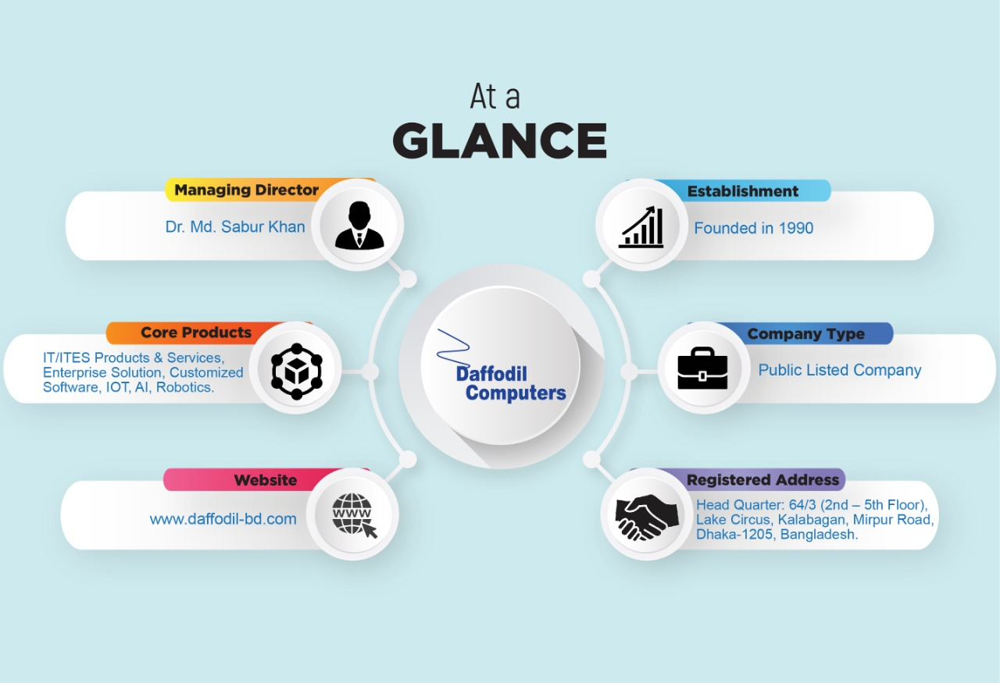 At a
GLANCE
Managing Director
Dr. Md. Sabur Khan
Establishment
Founded in 1990
Core Products
IT/ITES Products & Services,
Enterprise Solution, Customized
Software, IOT, AI, Robotics.
Daffodil
Computers
Company Type
Public Listed Company
Website
www.daffodil-bd.com
WWW
Registered Address
Head Quarter: 64/3 (2nd – 5th Floor),
Lake Circus, Kalabagan, Mirpur Road,
Dhaka-1205, Bangladesh.